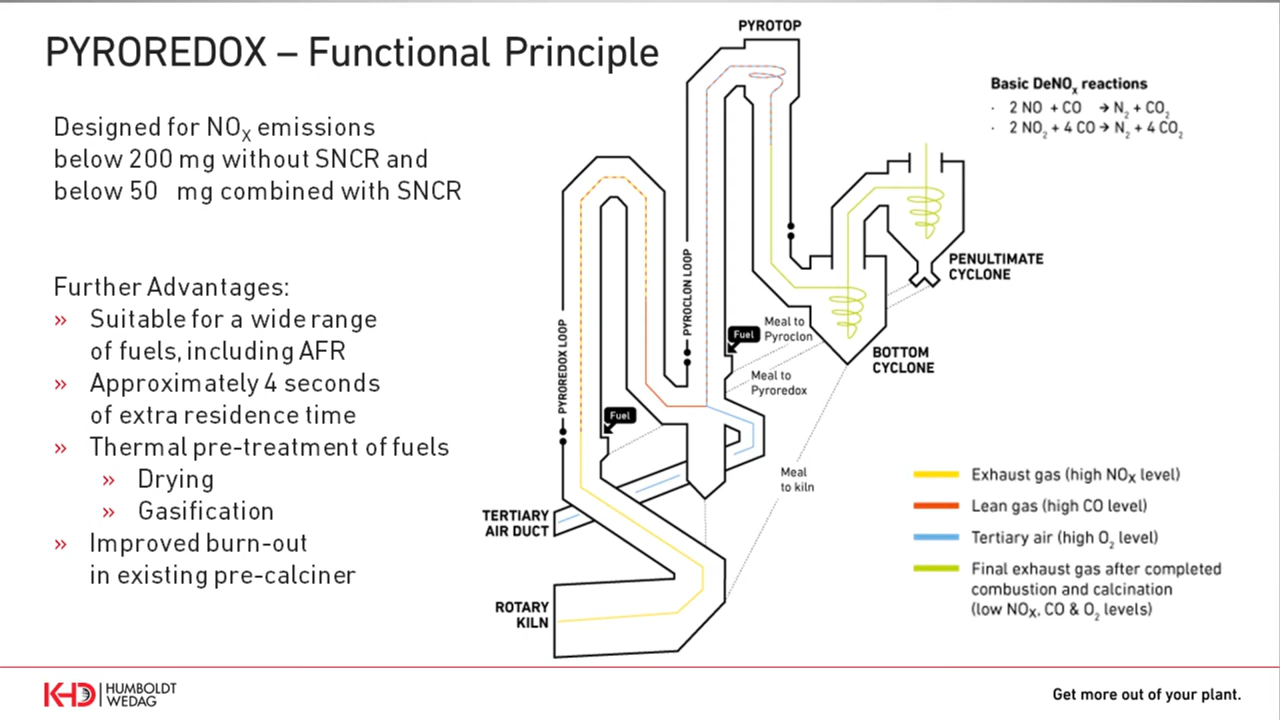 PYROREDOX – Functional Principle
Designed for NOₓ emissions
below 200 mg without SNCR and
below 50 mg combined with SNCR
Further Advantages:
» Suitable for a wide range
of fuels, including AFR
» Approximately 4 seconds
of extra residence time
» Thermal pre-treatment of fuels
» Drying
» Gasification
» Improved burn-out
in existing pre-calciner
PYROTOP
Basic DeNOₓ reactions
· 2 NO + CO → N₂ + CO₂
· 2 NO₂ + 4 CO → N₂ + 4 CO₂
PENULTIMATE
CYCLONE
PYROCLON LOOP
Fuel
Meal to
Pyroclon
BOTTOM
CYCLONE
Meal to
Pyroredox
PYROREDOX LOOP
Fuel
Meal
to kiln
TERTIARY
AIR DUCT
ROTARY
KILN
Exhaust gas (high NOₓ level)
Lean gas (high CO level)
Tertiary air (high O₂ level)
Final exhaust gas after completed
combustion and calcination
(low NOₓ, CO & O₂ levels)
KHD HUMBOLDT
WEDAG
Get more out of your plant.